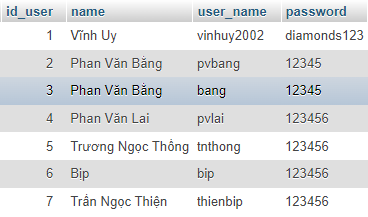 id_user name user_name password
1 Vĩnh Uy vinhuy2002 diamonds123
2 Phan Văn Bằng pvbang 12345
3 Phan Văn Bằng bang 12345
4 Phan Văn Lai pvlai 123456
5 Trương Ngọc Thống tnthong 123456
6 Bịp bip 123456
7 Trần Ngọc Thiện thienbip 123456